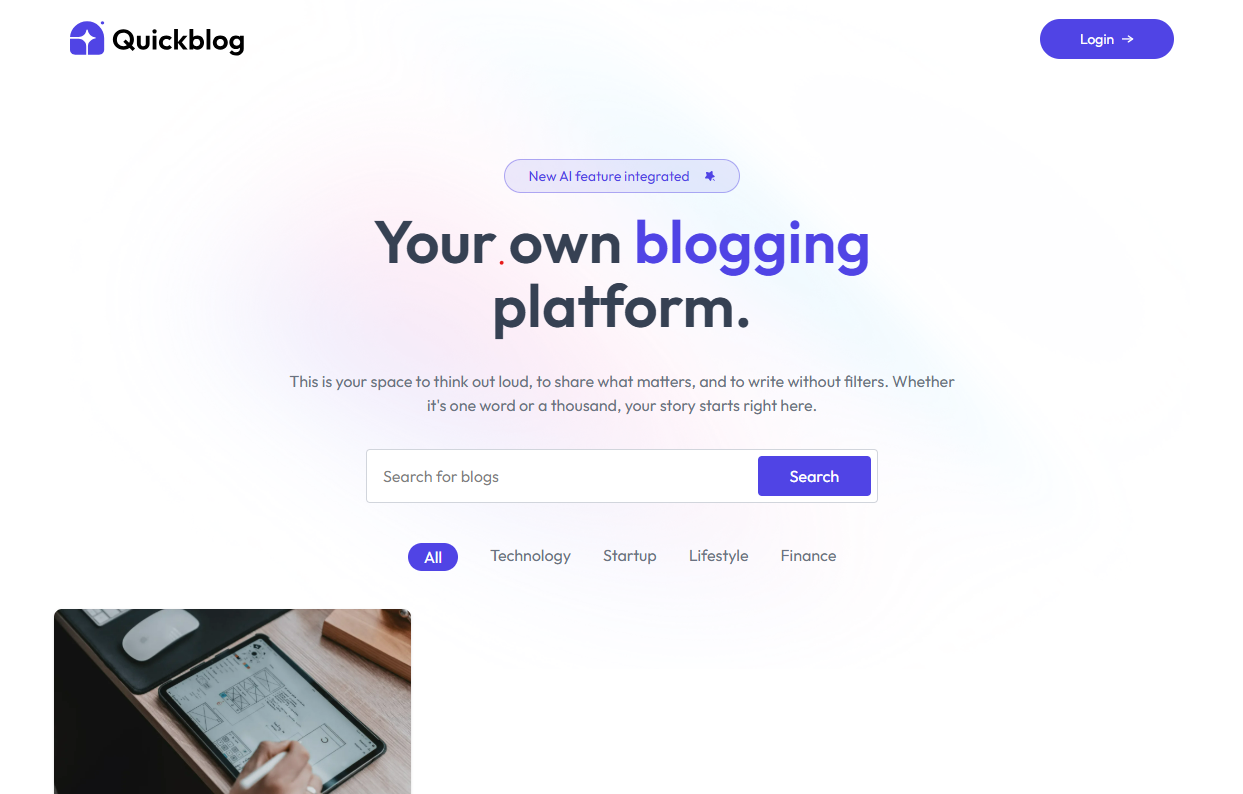 Quickblog
Login →
New AI feature integrated
Your own blogging
platform.
This is your space to think out loud, to share what matters, and to write without filters. Whether
it's one word or a thousand, your story starts right here.
Search for blogs
Search
All Technology Startup Lifestyle Finance